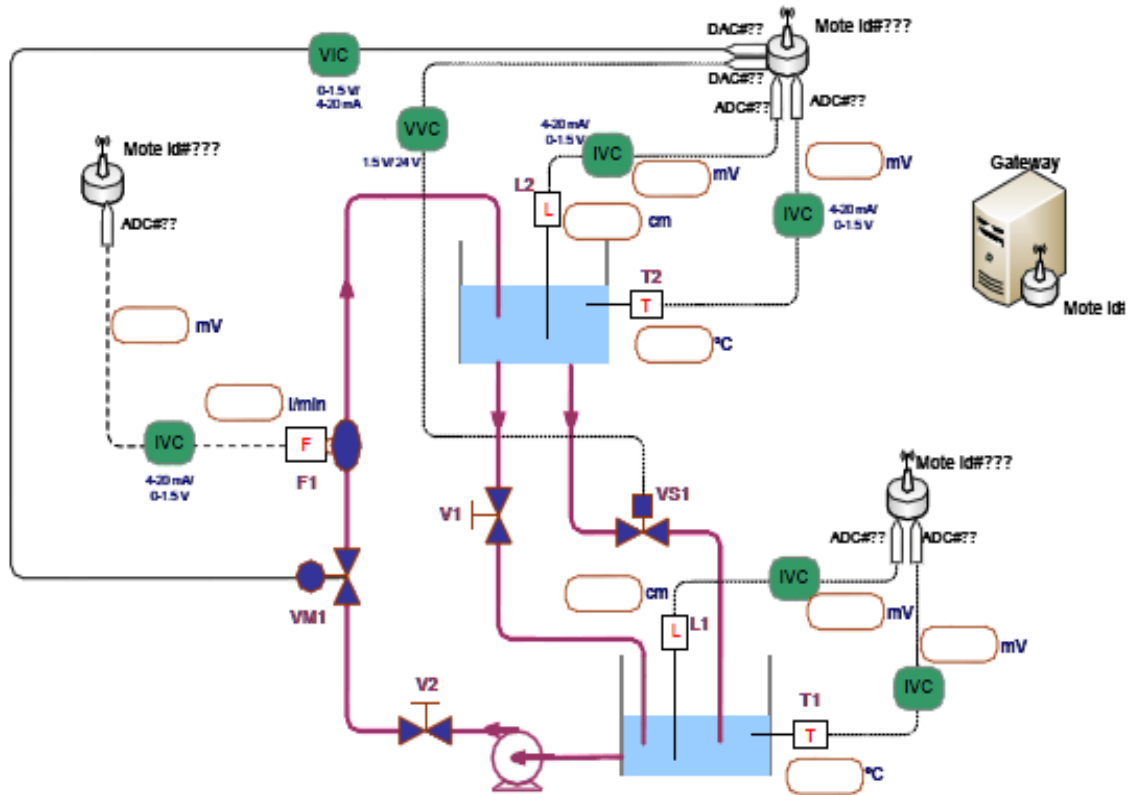 DAC#??
Mote Id#???
VIC
0-1.5 V/
4-20 mA
DAC#??
ADC#??
ADC#??
VVC
1.5 V/ 24 V
4-20 mA/
0-1.5 V
IVC
mV
mV
Mote Id#???
Gateway
L2
L
cm
IVC
4-20 mA/
0-1.5 V
ADC#??
T2
T
ºC
Mote Id#
mV
l/min
IVC
F
F1
4-20 mA/
0-1.5 V
Mote Id#???
VS1
V1
ADC#??
ADC#??
IVC
cm
mV
VM1
L
L1
mV
IVC
V2
T1
T
ºC